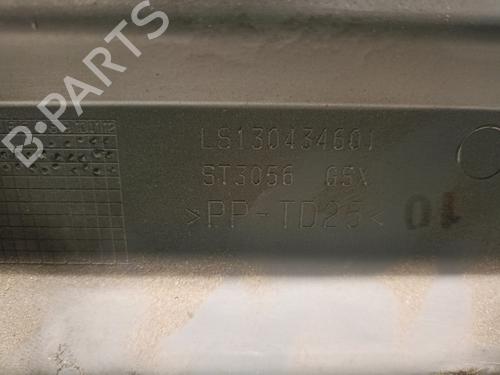 B-PARTS
LS130434601
ST3056 GSX
>PP-TD25< 01